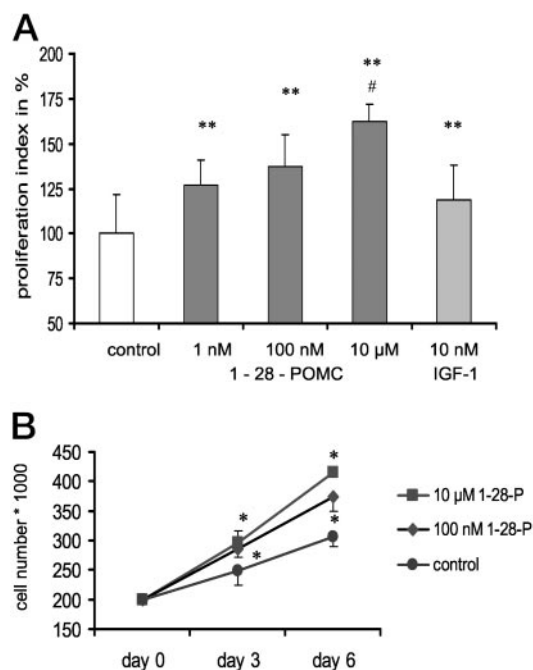 A
proliferation index in %
200
175
150
125
100
75
50
**
**
**
#
**
control 1 nM 100 nM 10 µM 10 nM
1 - 28 - POMC IGF-1
B
cell number * 1000
450
400
350
300
250
200
150
*
*
*
*
10 µM 1-28-P
100 nM 1-28-P
control
day 0 day 3 day 6